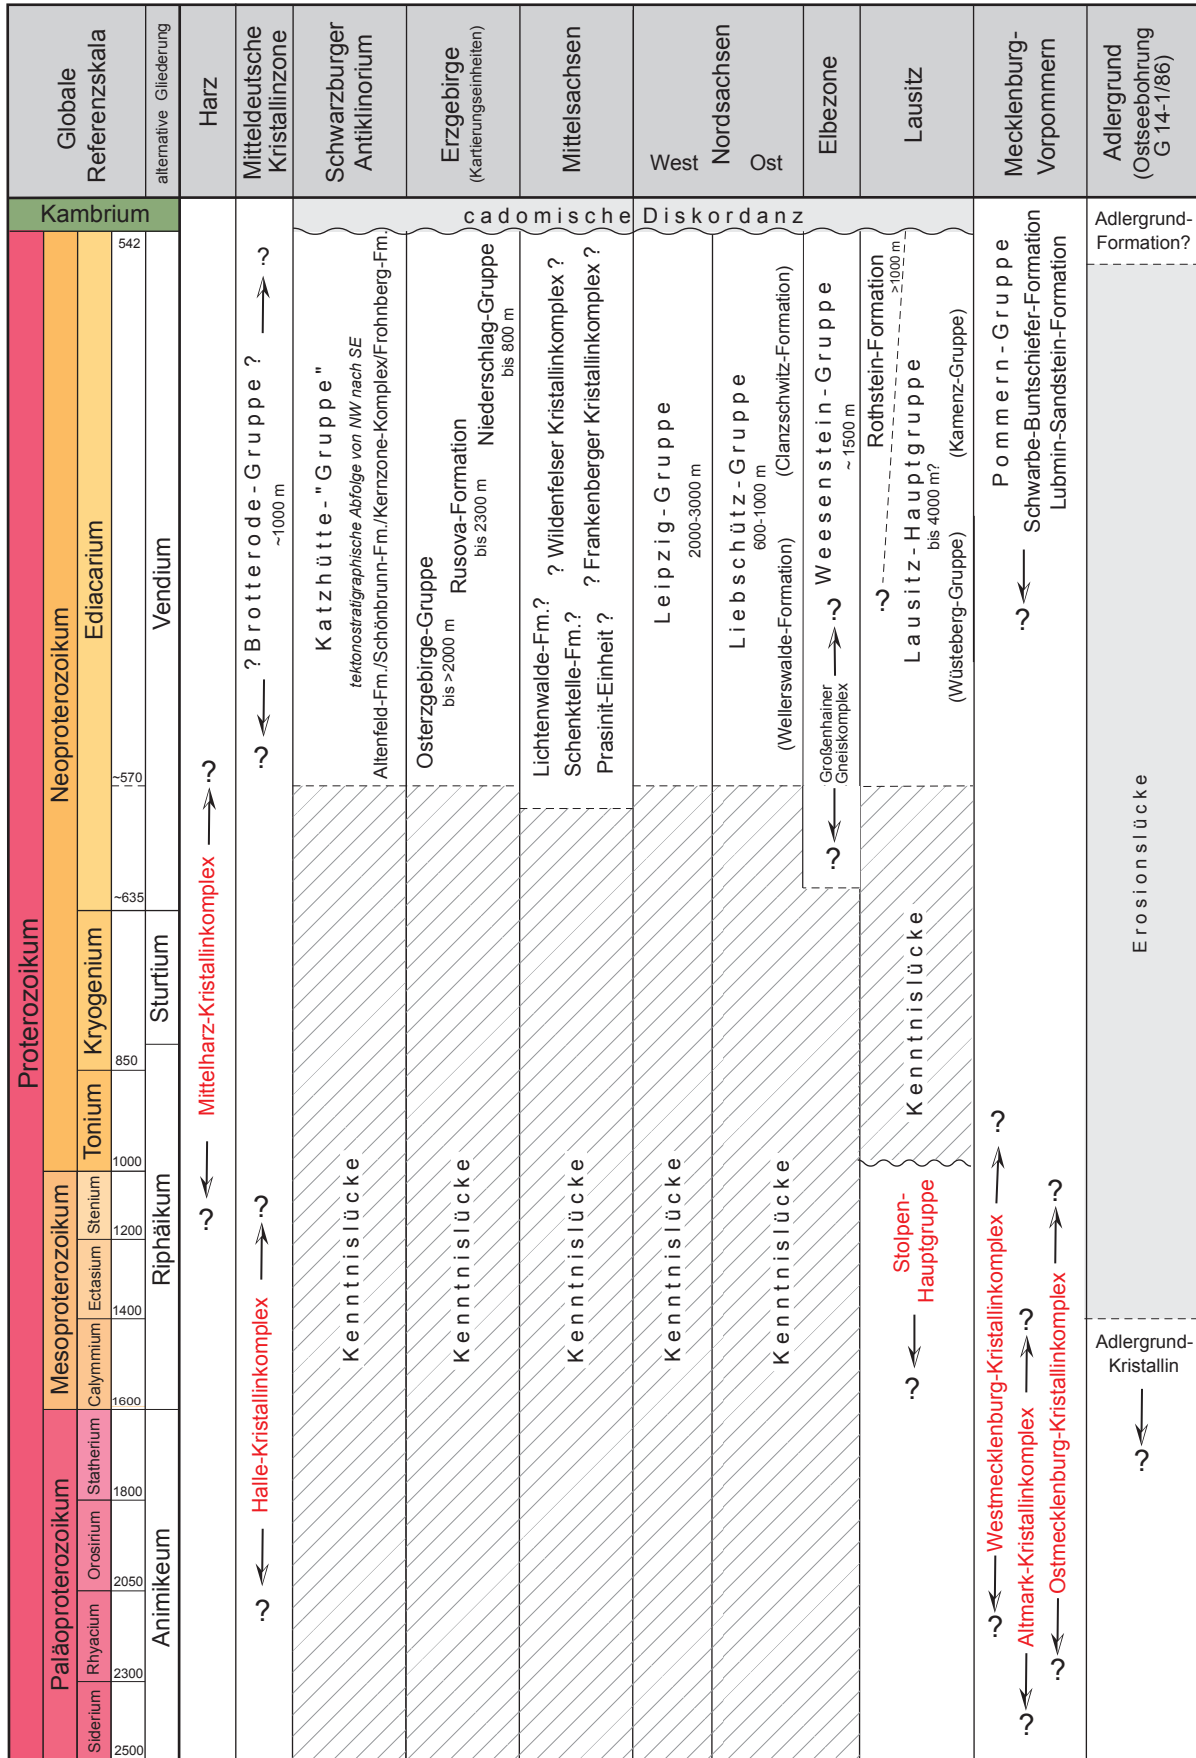 Globale
Referenzskala
alternative Gliederung
Harz
Mitteldeutsche
Kristallinzone
Schwarzburger
Antiklinorium
Erzgebirge
(Kartierungseinheiten)
Mittelsachsen
Nordsachsen
West
Ost
Elbezone
Lausitz
Mecklenburg-
Vorpommern
Adlergrund
(Ostseebohrung
G 14-1/86)
Kambrium
cadomische Diskordanz
Proterozoikum
Neoproterozoikum
Mesoproterozoikum
Paläoproterozoikum
Ediacarium
Kryogenium
Tonium
Stenium
Ectasium
Calymmium
Statherium
Orosirium
Rhyacium
Siderium
542
~570
~635
850
1000
1200
1400
1600
1800
2050
2300
2500
Vendium
Sturtium
Riphäikum
Animikeum
?
Mittelharz-Kristallinkomplex
?
?
? Brotterode-Gruppe ?
~1000 m
?
?
Halle-Kristallinkomplex
?
Katzhütte-"Gruppe"
tektonostratigraphische Abfolge von NW nach SE
Altenfeld-Fm./Schönbrunn-Fm./Kernzone-Komplex/Frohnberg-Fm.
Kenntnislücke
Osterzgebirge-Gruppe
bis >2000 m
Rusova-Formation
bis 2300 m
Niederschlag-Gruppe
bis 800 m
Kenntnislücke
Lichtenwalde-Fm.?
Schenktelle-Fm.?
Prasinit-Einheit ?
? Wildenfelser Kristallinkomplex ?
? Frankenberger Kristallinkomplex ?
Kenntnislücke
Leipzig-Gruppe
2000-3000 m
Kenntnislücke
Liebschütz-Gruppe
600-1000 m
(Wellerswalde-Formation)
(Clanzschwitz-Formation)
Kenntnislücke
Weesenstein-Gruppe
~ 1500 m
?
Großenhainer
Gneiskomplex
?
Rothstein-Formation
>1000 m
?
Lausitz-Hauptgruppe
bis 4000 m?
(Wüsteberg-Gruppe)
(Kamenz-Gruppe)
Kenntnislücke
Stolpen-
Hauptgruppe
?
Pommern-Gruppe
Schwarbe-Buntschiefer-Formation
Lubmin-Sandstein-Formation
?
?
Westmecklenburg-Kristallinkomplex
?
?
Altmark-Kristallinkomplex
?
?
Ostmecklenburg-Kristallinkomplex
?
Adlergrund-
Formation?
Erosionslücke
Adlergrund-
Kristallin
?